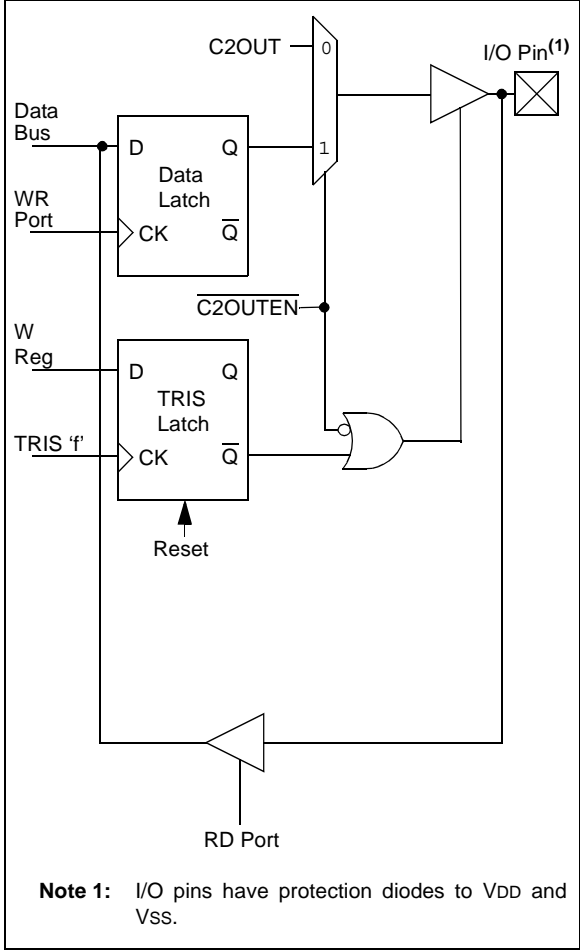 C2OUT
0
I/O Pin(1)
Data
Bus
D
Q
1
Data
Latch
WR
Port
CK
Q̅
C̅2̅O̅U̅T̅E̅N̅
W
Reg
D
Q
TRIS
Latch
TRIS ‘f’
CK
Q̅
Reset
RD Port
Note 1: I/O pins have protection diodes to VDD and
VSS.